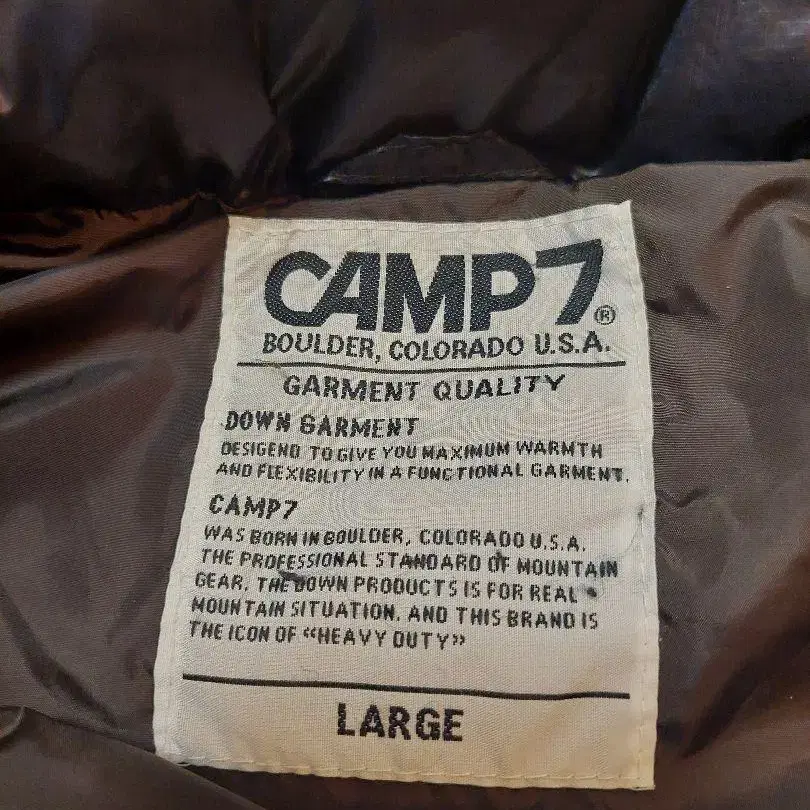 CAMP7®
BOULDER, COLORADO U.S.A.
GARMENT QUALITY
DOWN GARMENT
DESIGEND TO GIVE YOU MAXIMUM WARMTH
AND FLEXIBILITY IN A FUNCTIONAL GARMENT.
CAMP7
WAS BORN IN BOULDER, COLORADO U.S.A.
THE PROFESSIONAL STANDARD OF MOUNTAIN
GEAR. THE DOWN PRODUCTS IS FOR REAL
MOUNTAIN SITUATION. AND THIS BRAND IS
THE ICON OF “HEAVY DUTY”
LARGE